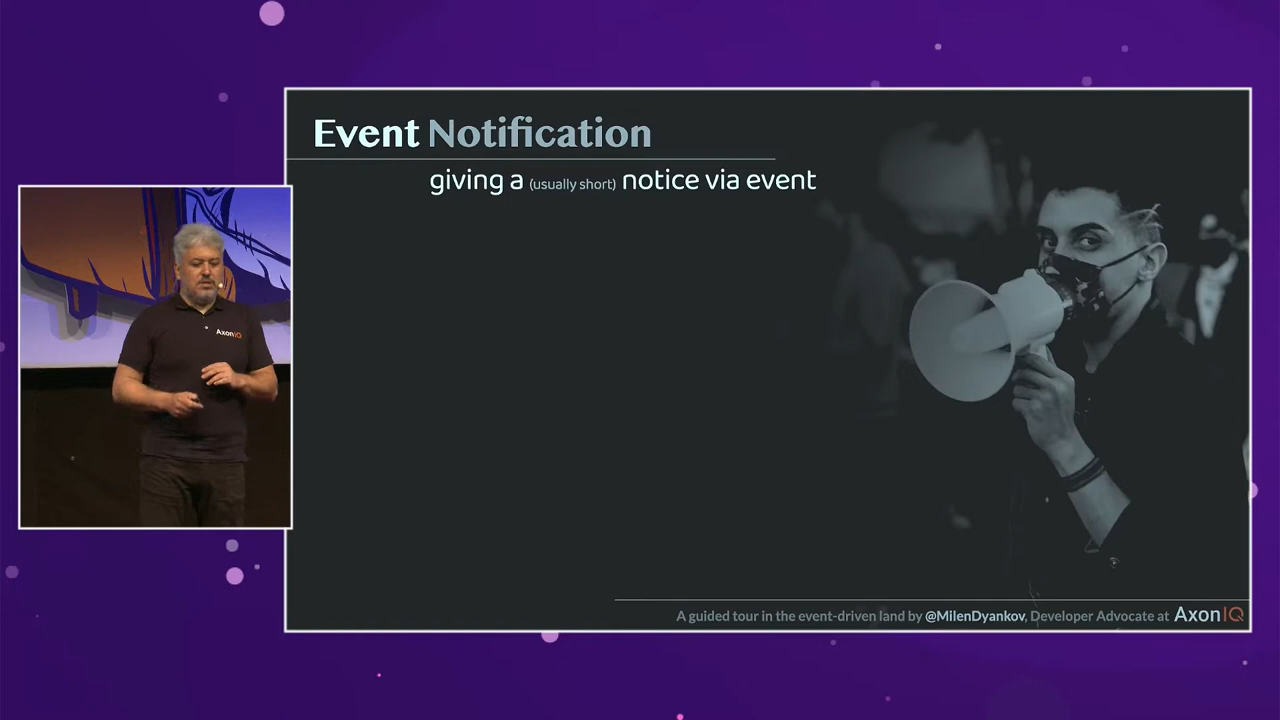 Event Notification
giving a (usually short) notice via event
AxonIQ
A guided tour in the event-driven land by @MilenDyankov, Developer Advocate at AxonIQ